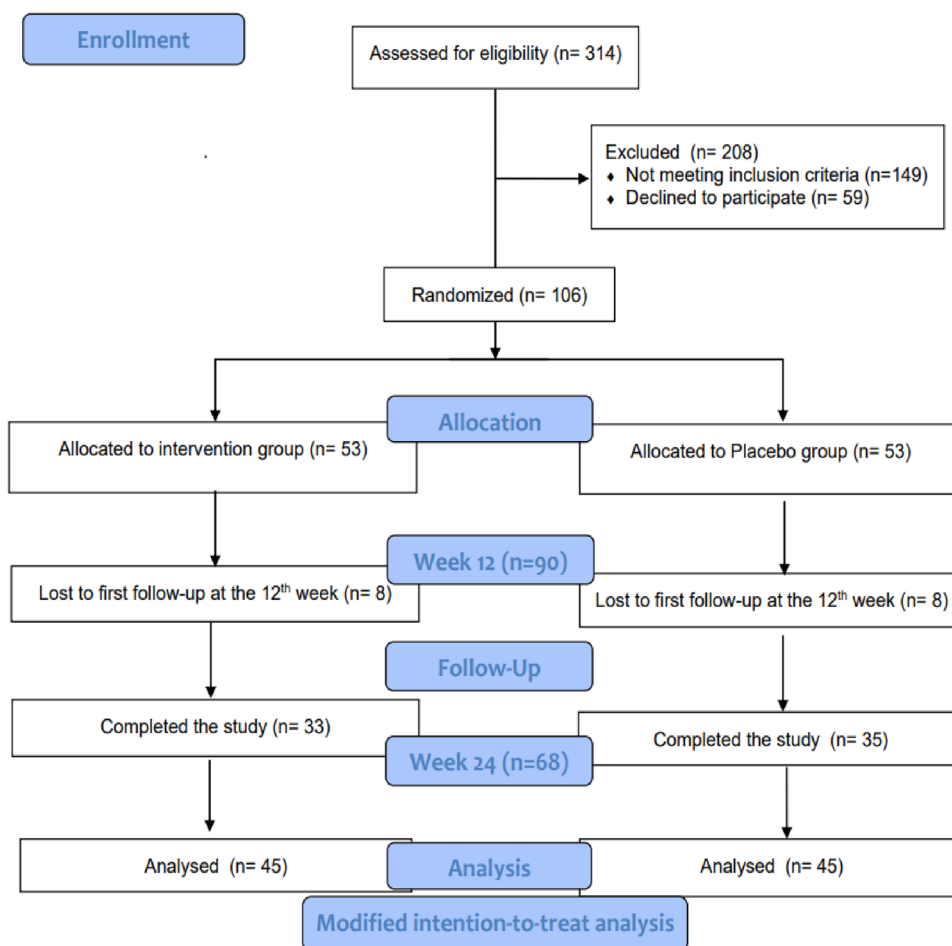 Enrollment
Assessed for eligibility (n= 314)
Excluded (n= 208)
♦ Not meeting inclusion criteria (n=149)
♦ Declined to participate (n= 59)
Randomized (n= 106)
Allocation
Allocated to intervention group (n= 53)
Allocated to Placebo group (n= 53)
Week 12 (n=90)
Lost to first follow-up at the 12th week (n= 8)
Lost to first follow-up at the 12th week (n= 8)
Follow-Up
Completed the study (n= 33)
Completed the study (n= 35)
Week 24 (n=68)
Analysed (n= 45)
Analysis
Analysed (n= 45)
Modified intention-to-treat analysis